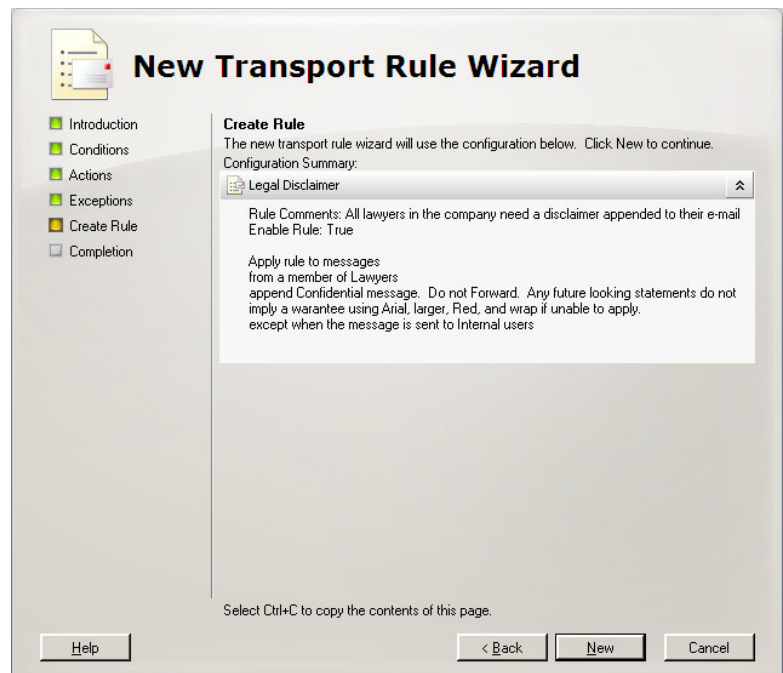 New Transport Rule Wizard
Introduction
Conditions
Actions
Exceptions
Create Rule
Completion
Create Rule
The new transport rule wizard will use the configuration below. Click New to continue.
Configuration Summary:
Legal Disclaimer
Rule Comments: All lawyers in the company need a disclaimer appended to their e-mail
Enable Rule: True
Apply rule to messages
from a member of Lawyers
append Confidential message. Do not Forward. Any future looking statements do not
imply a warantee using Arial, larger, Red, and wrap if unable to apply.
except when the message is sent to Internal users
Select Ctrl+C to copy the contents of this page.
Help
< Back
New
Cancel